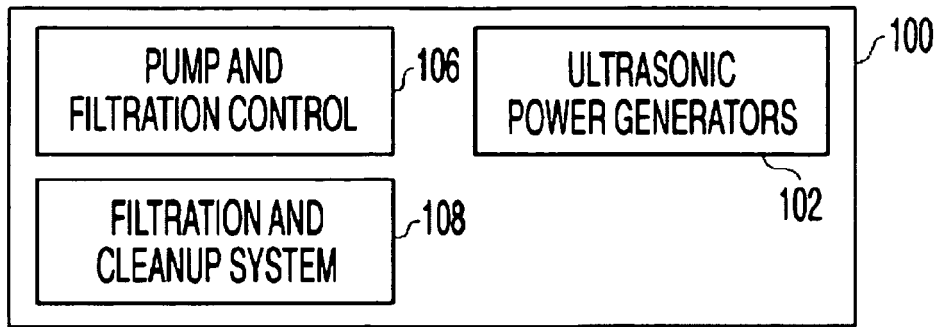 PUMP AND
FILTRATION CONTROL
106
ULTRASONIC
POWER GENERATORS
102
100
FILTRATION AND
CLEANUP SYSTEM
108